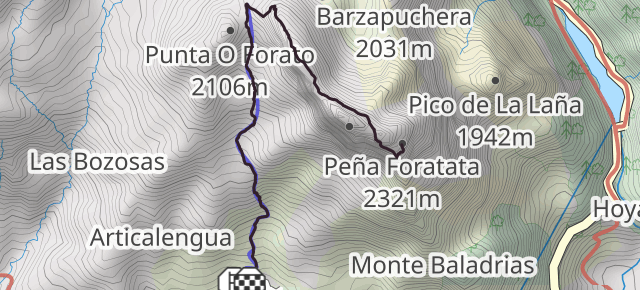 Barzapuchera
2031m
Punta O Forato
2106m
Pico de La Laña
1942m
Las Bozosas
Peña Foratata
2321m
Hoya
Articalengua
Monte Baladrias